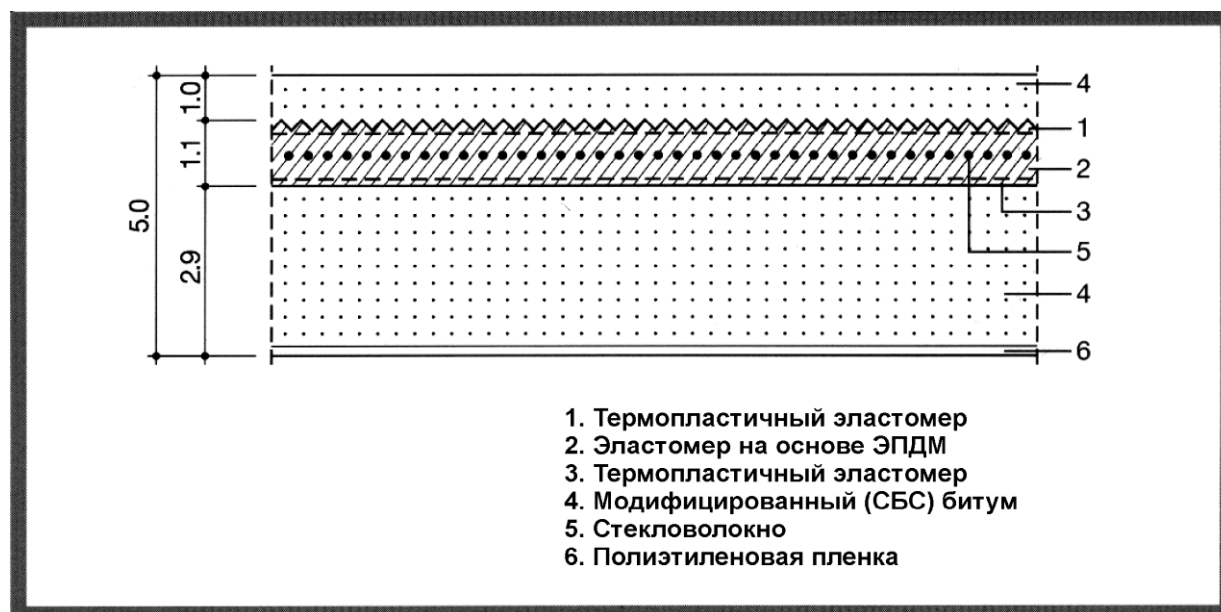 5.0
1.0
1.1
2.9
4
1
2
3
5
4
6
1. Термопластичный эластомер
2. Эластомер на основе ЭПДМ
3. Термопластичный эластомер
4. Модифицированный (СБС) битум
5. Стекловолокно
6. Полиэтиленовая пленка